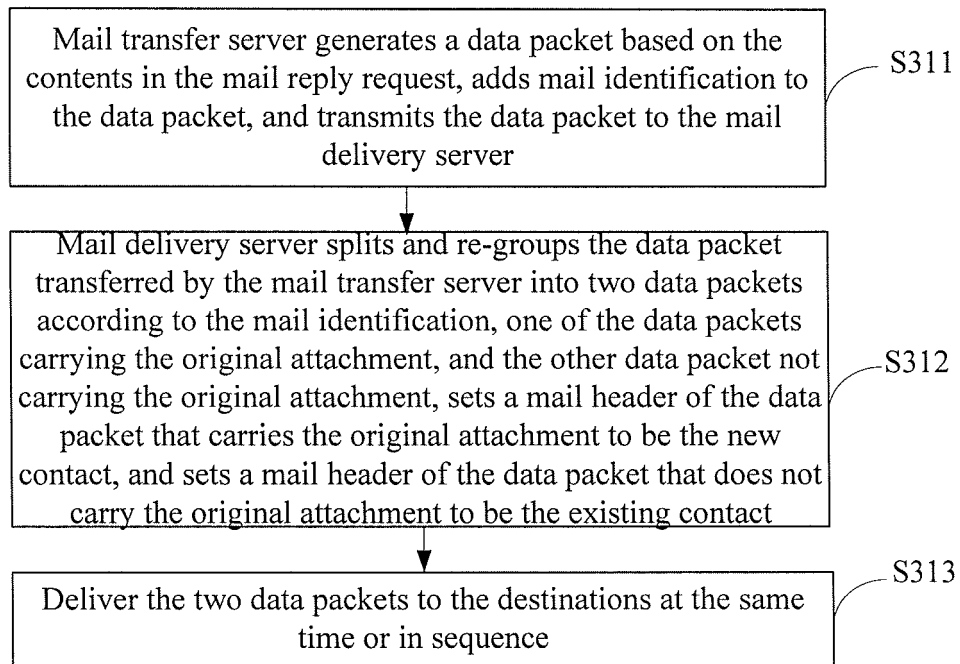 Mail transfer server generates a data packet based on the
contents in the mail reply request, adds mail identification to
the data packet, and transmits the data packet to the mail
delivery server
S311
Mail delivery server splits and re-groups the data packet
transferred by the mail transfer server into two data packets
according to the mail identification, one of the data packets
carrying the original attachment, and the other data packet not
carrying the original attachment, sets a mail header of the data
packet that carries the original attachment to be the new
contact, and sets a mail header of the data packet that does not
carry the original attachment to be the existing contact
S312
Deliver the two data packets to the destinations at the same
time or in sequence
S313